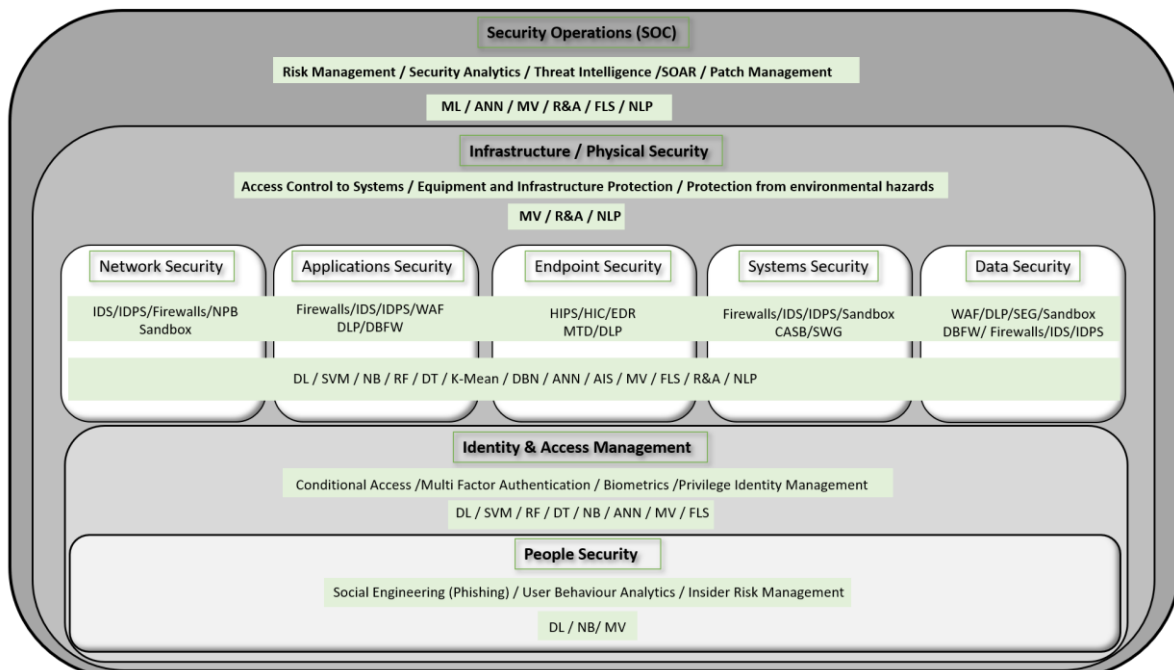 Security Operations (SOC)
Risk Management / Security Analytics / Threat Intelligence /SOAR / Patch Management
ML / ANN / MV / R&A / FLS / NLP
Infrastructure / Physical Security
Access Control to Systems / Equipment and Infrastructure Protection / Protection from environmental hazards
MV / R&A / NLP
Network Security
IDS/IDPS/Firewalls/NPB
Sandbox
Applications Security
Firewalls/IDS/IDPS/WAF
DLP/DBFW
Endpoint Security
HIPS/HIC/EDR
MTD/DLP
Systems Security
Firewalls/IDS/IDPS/Sandbox
CASB/SWG
Data Security
WAF/DLP/SEG/Sandbox
DBFW/ Firewalls/IDS/IDPS
DL / SVM / NB / RF / DT / K-Mean / DBN / ANN / AIS / MV / FLS / R&A / NLP
Identity & Access Management
Conditional Access /Multi Factor Authentication / Biometrics /Privilege Identity Management
DL / SVM / RF / DT / NB / ANN / MV / FLS
People Security
Social Engineering (Phishing) / User Behaviour Analytics / Insider Risk Management
DL / NB/ MV